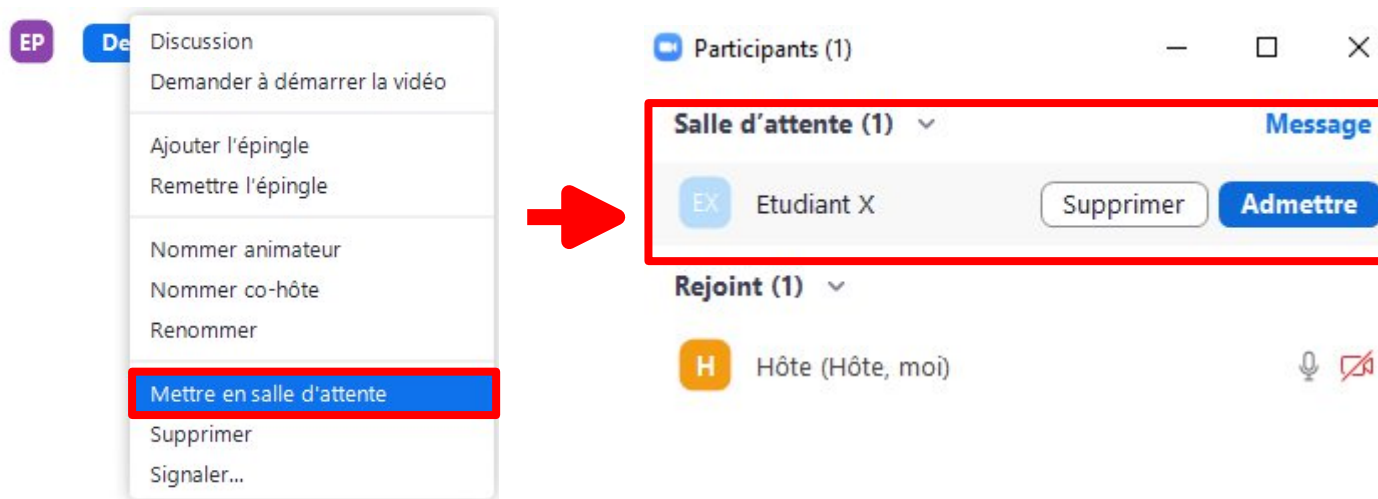 EP
De
Discussion
Demander à démarrer la vidéo
Ajouter l'épingle
Remettre l'épingle
Nommer animateur
Nommer co-hôte
Renommer
Mettre en salle d'attente
Supprimer
Signaler...
Participants (1)
Salle d’attente (1) Message
EX Etudiant X Supprimer Admettre
Rejoint (1)
H Hôte (Hôte, moi)